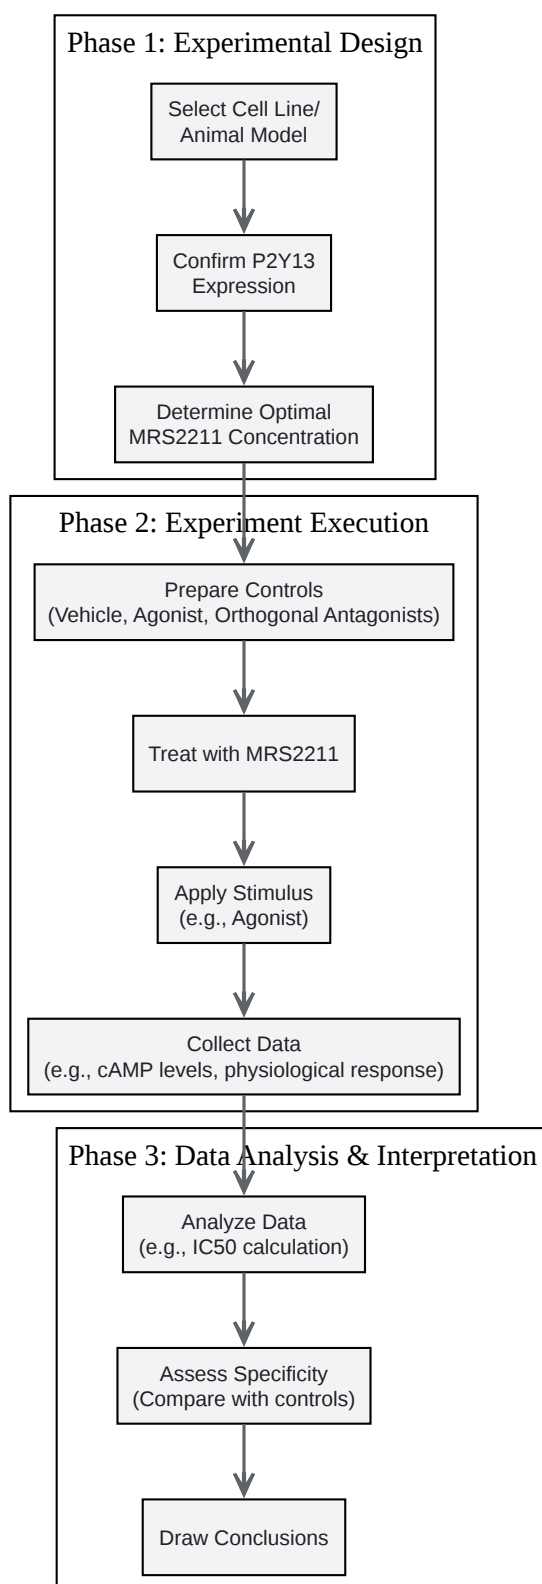 Phase 1: Experimental Design
Select Cell Line/
Animal Model
Confirm P2Y13
Expression
Determine Optimal
MRS2211 Concentration
Phase 2: Experiment Execution
Prepare Controls
(Vehicle, Agonist, Orthogonal Antagonists)
Treat with MRS2211
Apply Stimulus
(e.g., Agonist)
Collect Data
(e.g., cAMP levels, physiological response)
Phase 3: Data Analysis & Interpretation
Analyze Data
(e.g., IC50 calculation)
Assess Specificity
(Compare with controls)
Draw Conclusions